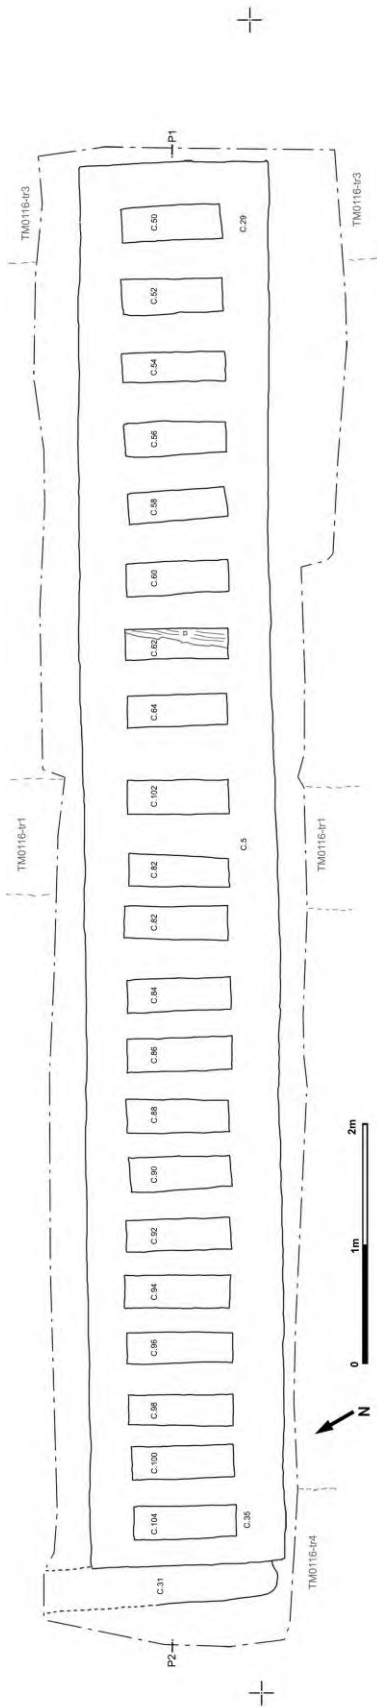 P1
TM0116-tr3
TM0116-tr3
C.50
C.29
C.52
C.54
C.56
C.58
C.60
C.62
C.64
TM0116-tr1
TM0116-tr1
C.102
C.5
C.82
C.82
C.84
C.86
C.88
C.90
C.92
C.94
C.96
C.98
C.100
C.104
C.35
C.31
P2
TM0116-tr4
0
1m
2m
N